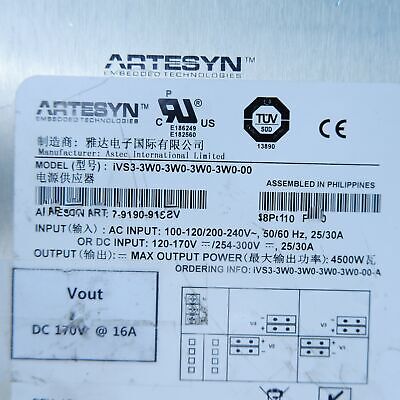 ARTESYN™
EMBEDDED TECHNOLOGIES
ARTESYN™
EMBEDDED TECHNOLOGIES
P
C US
E186249
E182560
TÜV
SÜD
13890
CE
制造商: 雅达电子国际有限公司
Manufacturer: Astec International Limited
MODEL (型号): iVS3-3W0-3W0-3W0-3W0-00
电源供应器
ASSEMBLED IN PHILIPPINES
INPUT (输入): AC INPUT: 100-120/200-240V~, 50/60 Hz, 25/30A
OR DC INPUT: 120-170V ⎓/254-300V ⎓, 25/30A
OUTPUT (输出): ⎓ MAX OUTPUT POWER (最大输出功率): 4500W瓦
ORDERING INFO: iVS3-3W0-3W0-3W0-3W0-00-A
Vout
DC 170V @ 16A